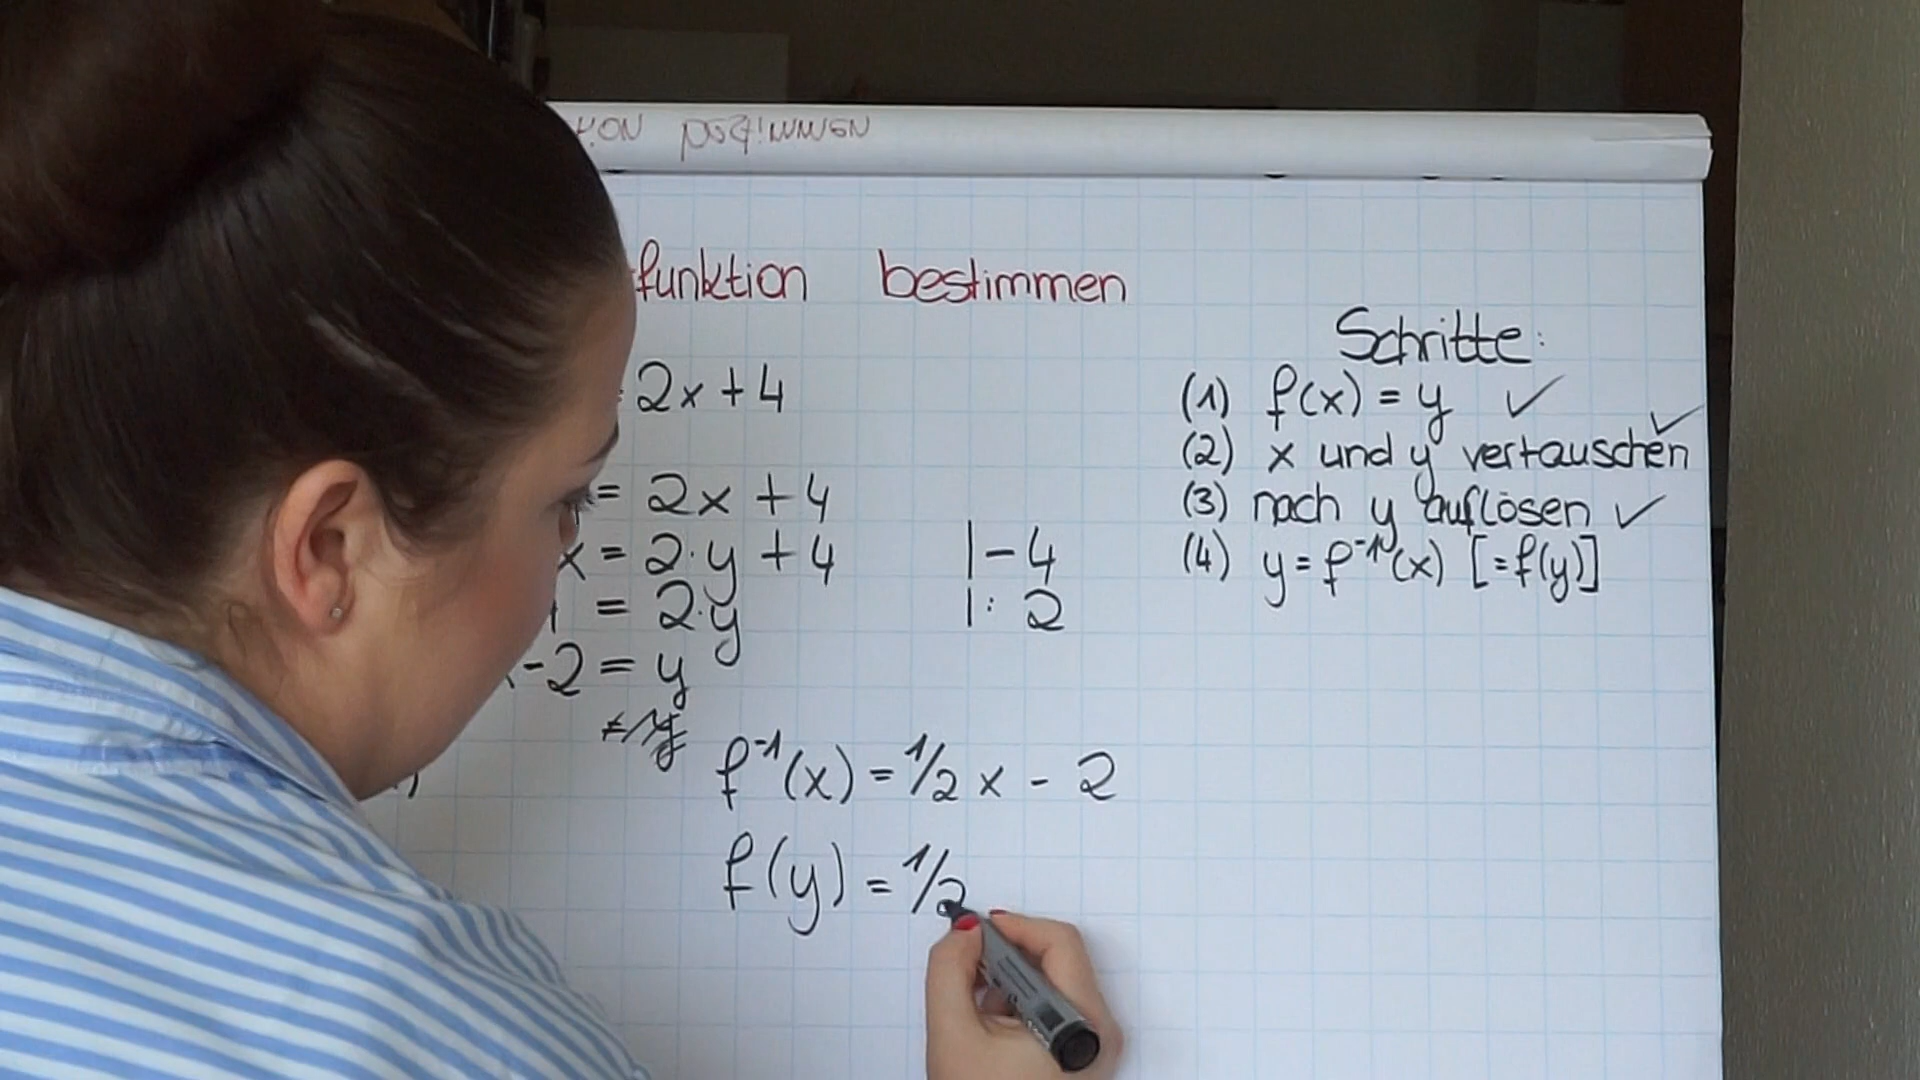 funktion bestimmen
= 2x + 4
= 2x + 4 | - 4
x = 2·y + 4 | : 2
= 2·y
-2 = y
f⁻¹(x) = 1/2 x - 2
f(y) = 1/2
Schritte:
(1) f(x) = y ✓
(2) x und y vertauschen ✓
(3) nach y auflösen ✓
(4) y = f⁻¹(x) [=f(y)]